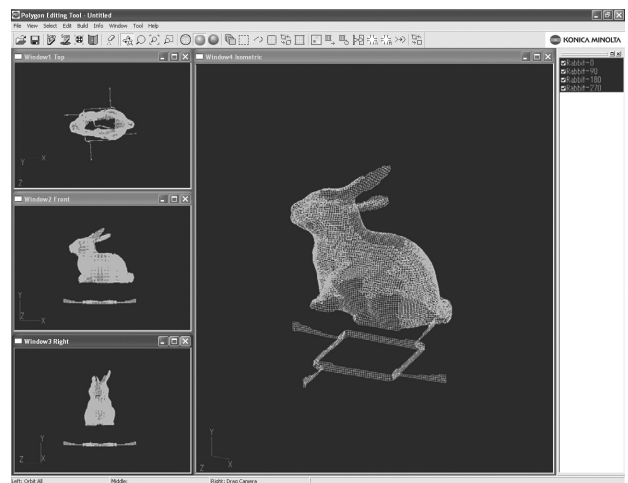 Polygon Editing Tool - Untitled
File View Select Edit Build Info Window Tool Help
KONICA MINOLTA
Window1 Top
Y X
Z
Window2 Front
Y
Z X
Window3 Right
Y
Z X
Window4 Isometric
Y
Z X
Rabbit-0
Rabbit-90
Rabbit-180
Rabbit-270
Left: Orbit All Middle: Right: Drag Camera